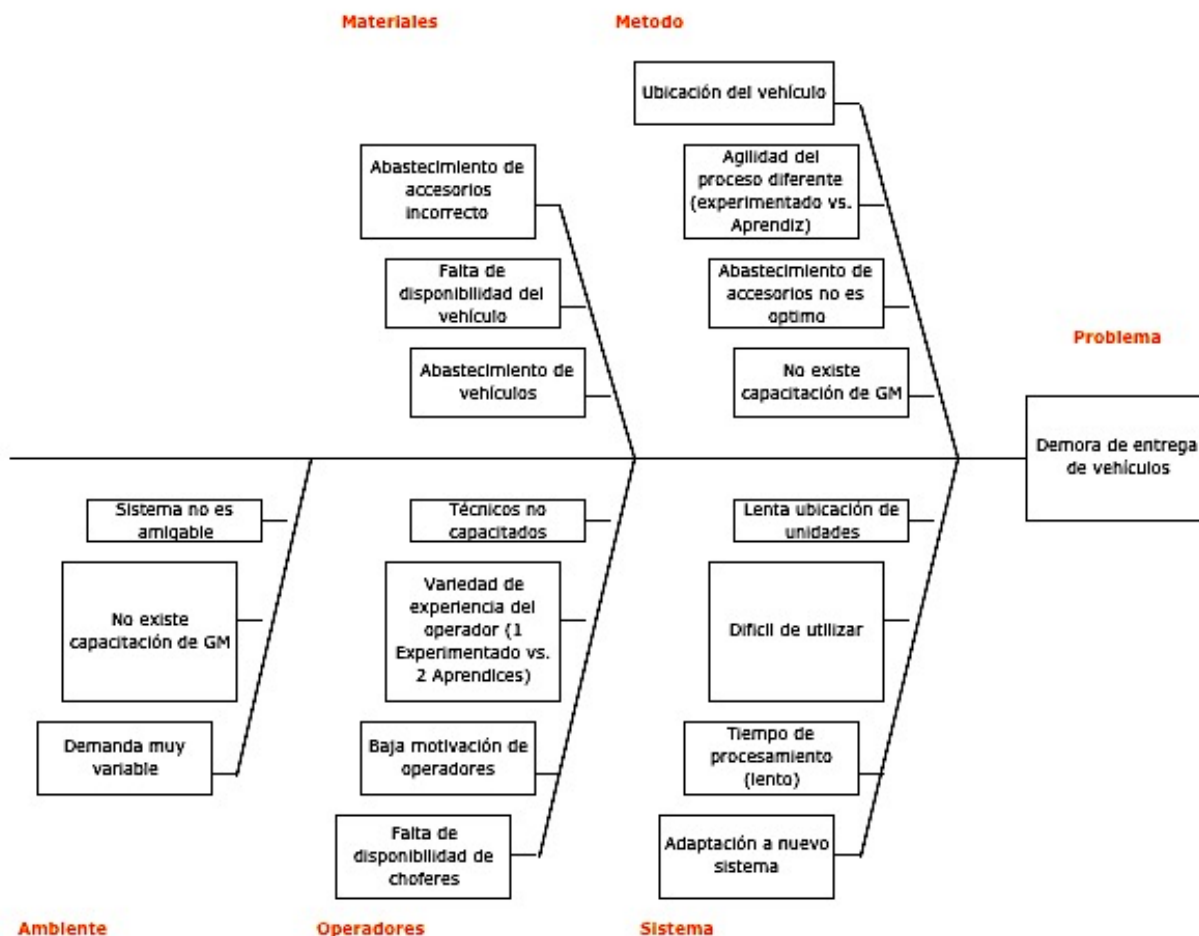 Materiales
Metodo
Ubicación del vehículo
Abastecimiento de
accesorios
incorrecto
Agilidad del
proceso diferente
(experimentado vs.
Aprendiz)
Falta de
disponibilidad del
vehículo
Abastecimiento de
accesorios no es
optimo
Abastecimiento de
vehículos
No existe
capacitación de GM
Problema
Demora de entrega
de vehículos
Sistema no es
amigable
No existe
capacitación de GM
Demanda muy
variable
Técnicos no
capacitados
Variedad de
experiencia del
operador (1
Experimentado vs.
2 Aprendices)
Baja motivación de
operadores
Falta de
disponibilidad de
choferes
Lenta ubicación de
unidades
Dificil de utilizar
Tiempo de
procesamiento
(lento)
Adaptación a nuevo
sistema
Ambiente
Operadores
Sistema